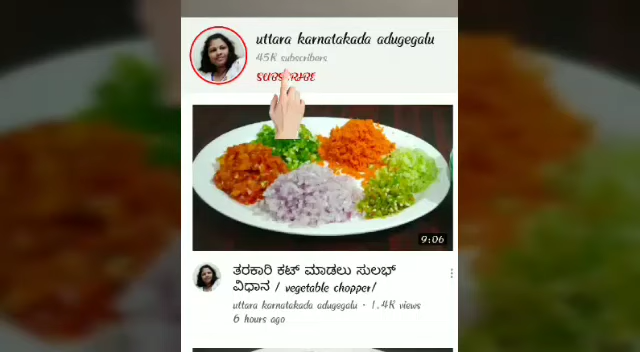 uttara karnatakada adugegalu
45K subscribers
SUBSCRIBE
9:06
ತರಕಾರಿ ಕಟ್ ಮಾಡಲು ಸುಲಭ್
ವಿಧಾನ / vegetable chopper/
uttara karnatakada adugegalu · 1.4K views
6 hours ago